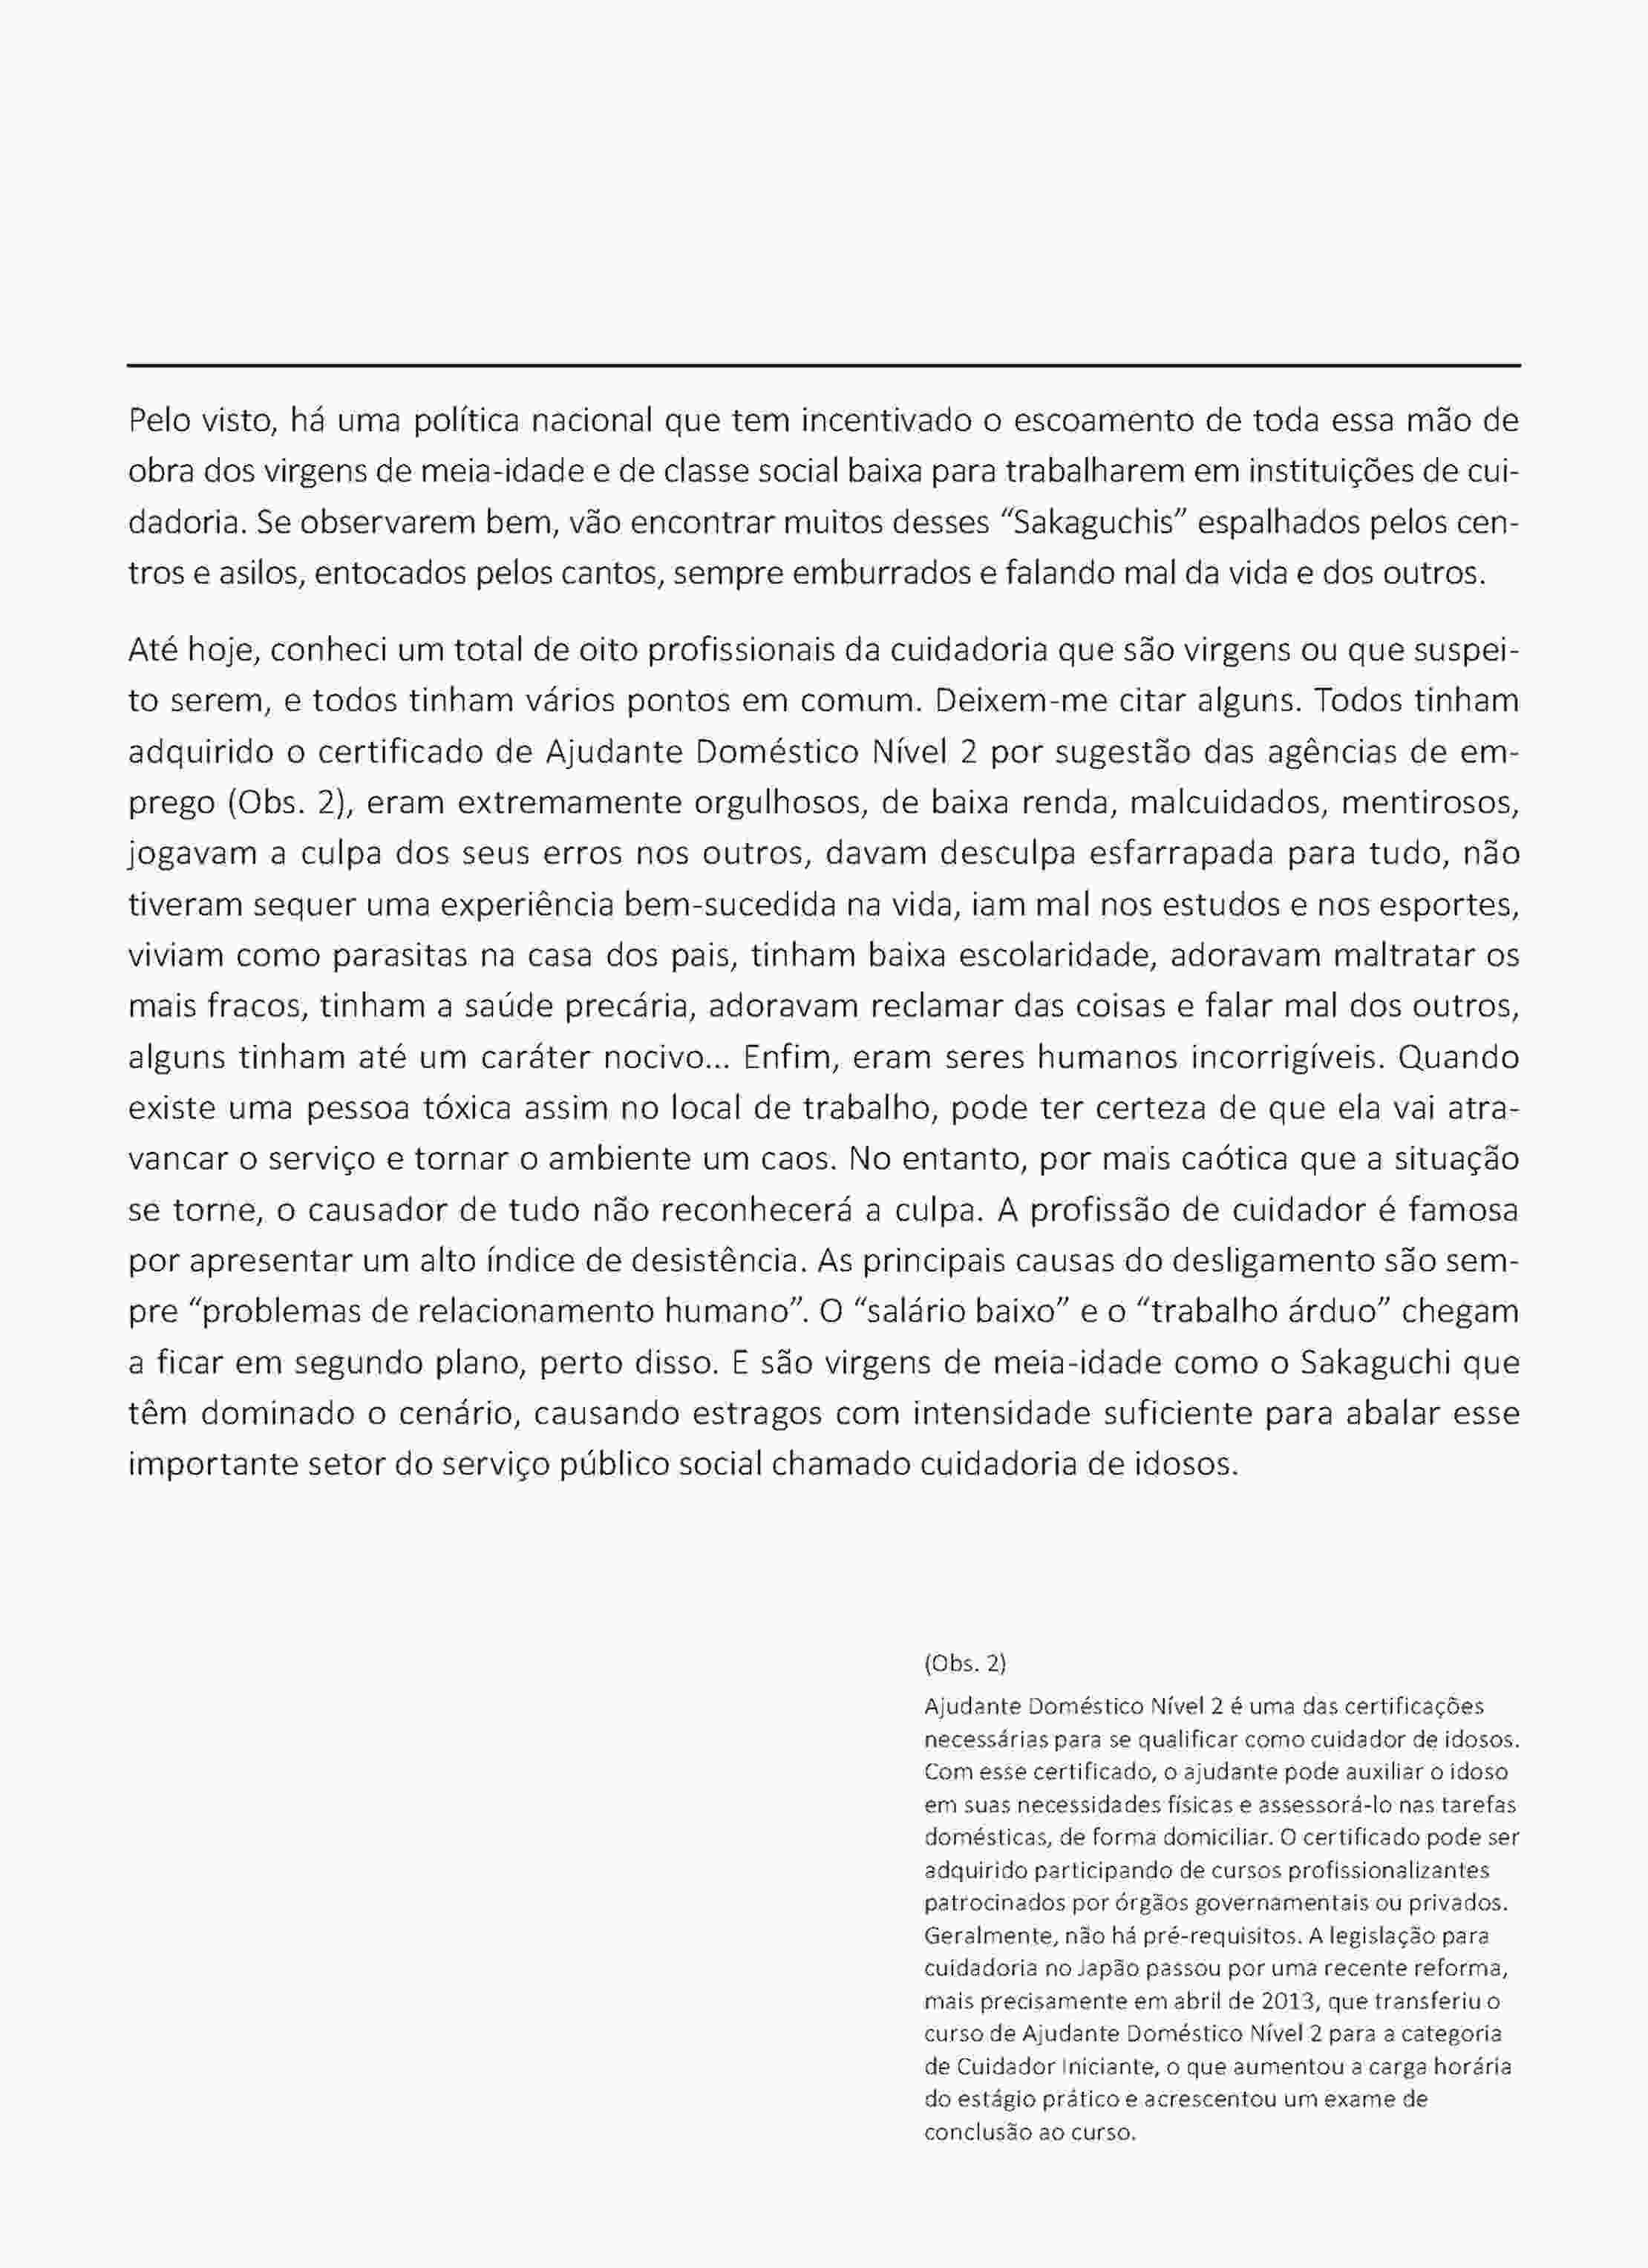 Pelo visto, há uma política nacional que tem incentivado o escoamento de toda essa mão de
obra dos virgens de meia-idade e de classe social baixa para trabalharem em instituições de cui-
dadoria. Se observarem bem, vão encontrar muitos desses “Sakaguchis” espalhados pelos cen-
tros e asilos, entocados pelos cantos, sempre emburrados e falando mal da vida e dos outros.
Até hoje, conheci um total de oito profissionais da cuidadoria que são virgens ou que suspei-
to serem, e todos tinham vários pontos em comum. Deixem-me citar alguns. Todos tinham
adquirido o certificado de Ajudante Doméstico Nível 2 por sugestão das agências de em-
prego (Obs. 2), eram extremamente orgulhosos, de baixa renda, malcuidados, mentirosos,
jogavam a culpa dos seus erros nos outros, davam desculpa esfarrapada para tudo, não
tiveram sequer uma experiência bem-sucedida na vida, iam mal nos estudos e nos esportes,
viviam como parasitas na casa dos pais, tinham baixa escolaridade, adoravam maltratar os
mais fracos, tinham a saúde precária, adoravam reclamar das coisas e falar mal dos outros,
alguns tinham até um caráter nocivo... Enfim, eram seres humanos incorrigíveis. Quando
existe uma pessoa tóxica assim no local de trabalho, pode ter certeza de que ela vai atra-
vancar o serviço e tornar o ambiente um caos. No entanto, por mais caótica que a situação
se torne, o causador de tudo não reconhecerá a culpa. A profissão de cuidador é famosa
por apresentar um alto índice de desistência. As principais causas do desligamento são sem-
pre “problemas de relacionamento humano”. O “salário baixo” e o “trabalho árduo” chegam
a ficar em segundo plano, perto disso. E são virgens de meia-idade como o Sakaguchi que
têm dominado o cenário, causando estragos com intensidade suficiente para abalar esse
importante setor do serviço público social chamado cuidadoria de idosos.
(Obs. 2)
Ajudante Doméstico Nível 2 é uma das certificações
necessárias para se qualificar como cuidador de idosos.
Com esse certificado, o ajudante pode auxiliar o idoso
em suas necessidades físicas e assessorá-lo nas tarefas
domésticas, de forma domiciliar. O certificado pode ser
adquirido participando de cursos profissionalizantes
patrocinados por órgãos governamentais ou privados.
Geralmente, não há pré-requisitos. A legislação para
cuidadoria no Japão passou por uma recente reforma,
mais precisamente em abril de 2013, que transferiu o
curso de Ajudante Doméstico Nível 2 para a categoria
de Cuidador Iniciante, o que aumentou a carga horária
do estágio prático e acrescentou um exame de
conclusão ao curso.